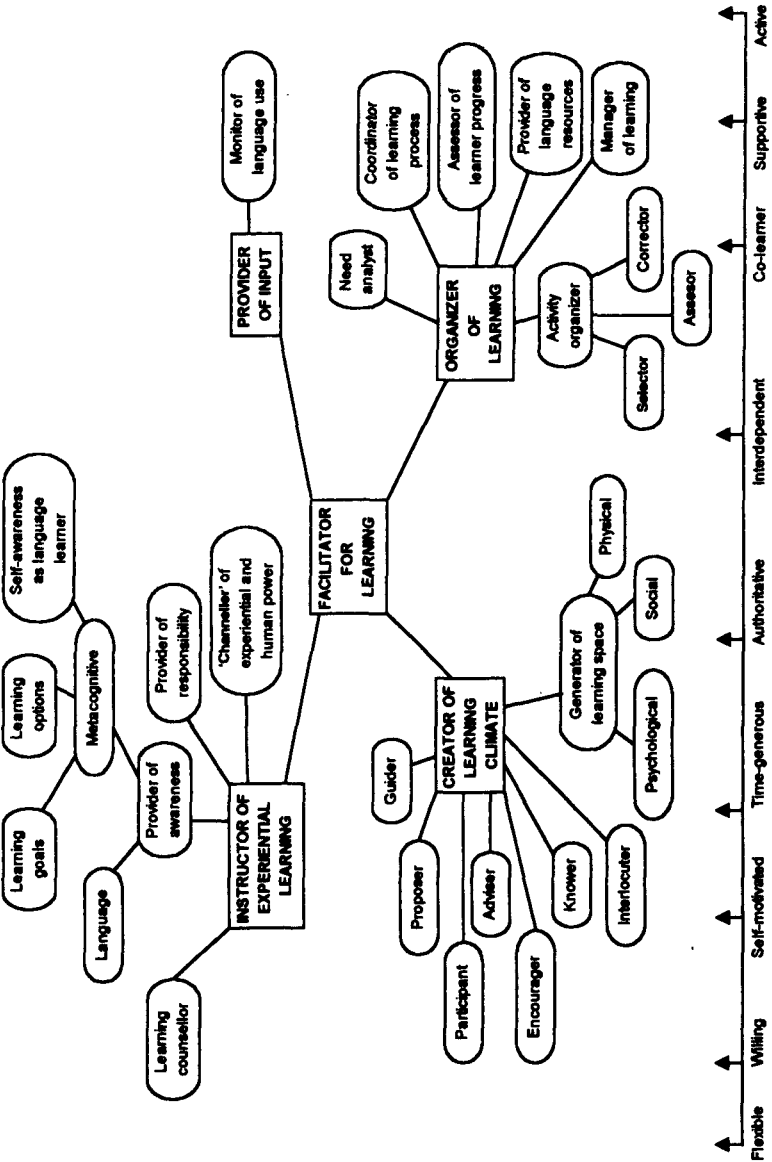 Learning
goals
Learning
options
Self-awareness
as language
learner
Language
Metacognitive
Learning
counsellor
Provider of
awareness
Provider of
responsibility
'Channeller' of
experiential and
human power
Monitor of
language use
INSTRUCTOR OF
EXPERIENTIAL
LEARNING
PROVIDER
OF INPUT
FACILITATOR
FOR
LEARNING
Guider
Need
analyst
Coordinator
of learning
process
Proposer
Participant
CREATOR OF
LEARNING
CLIMATE
ORGANIZER
OF
LEARNING
Assessor of
learner progress
Adviser
Encourager
Provider of
language
resources
Knower
Generator of
learning space
Activity
organizer
Manager
of learning
Interlocuter
Psychological
Social
Physical
Selector
Assessor
Corrector
Flexible
Willing
Self-motivated
Time-generous
Authoritative
Interdependent
Co-learner
Supportive
Active